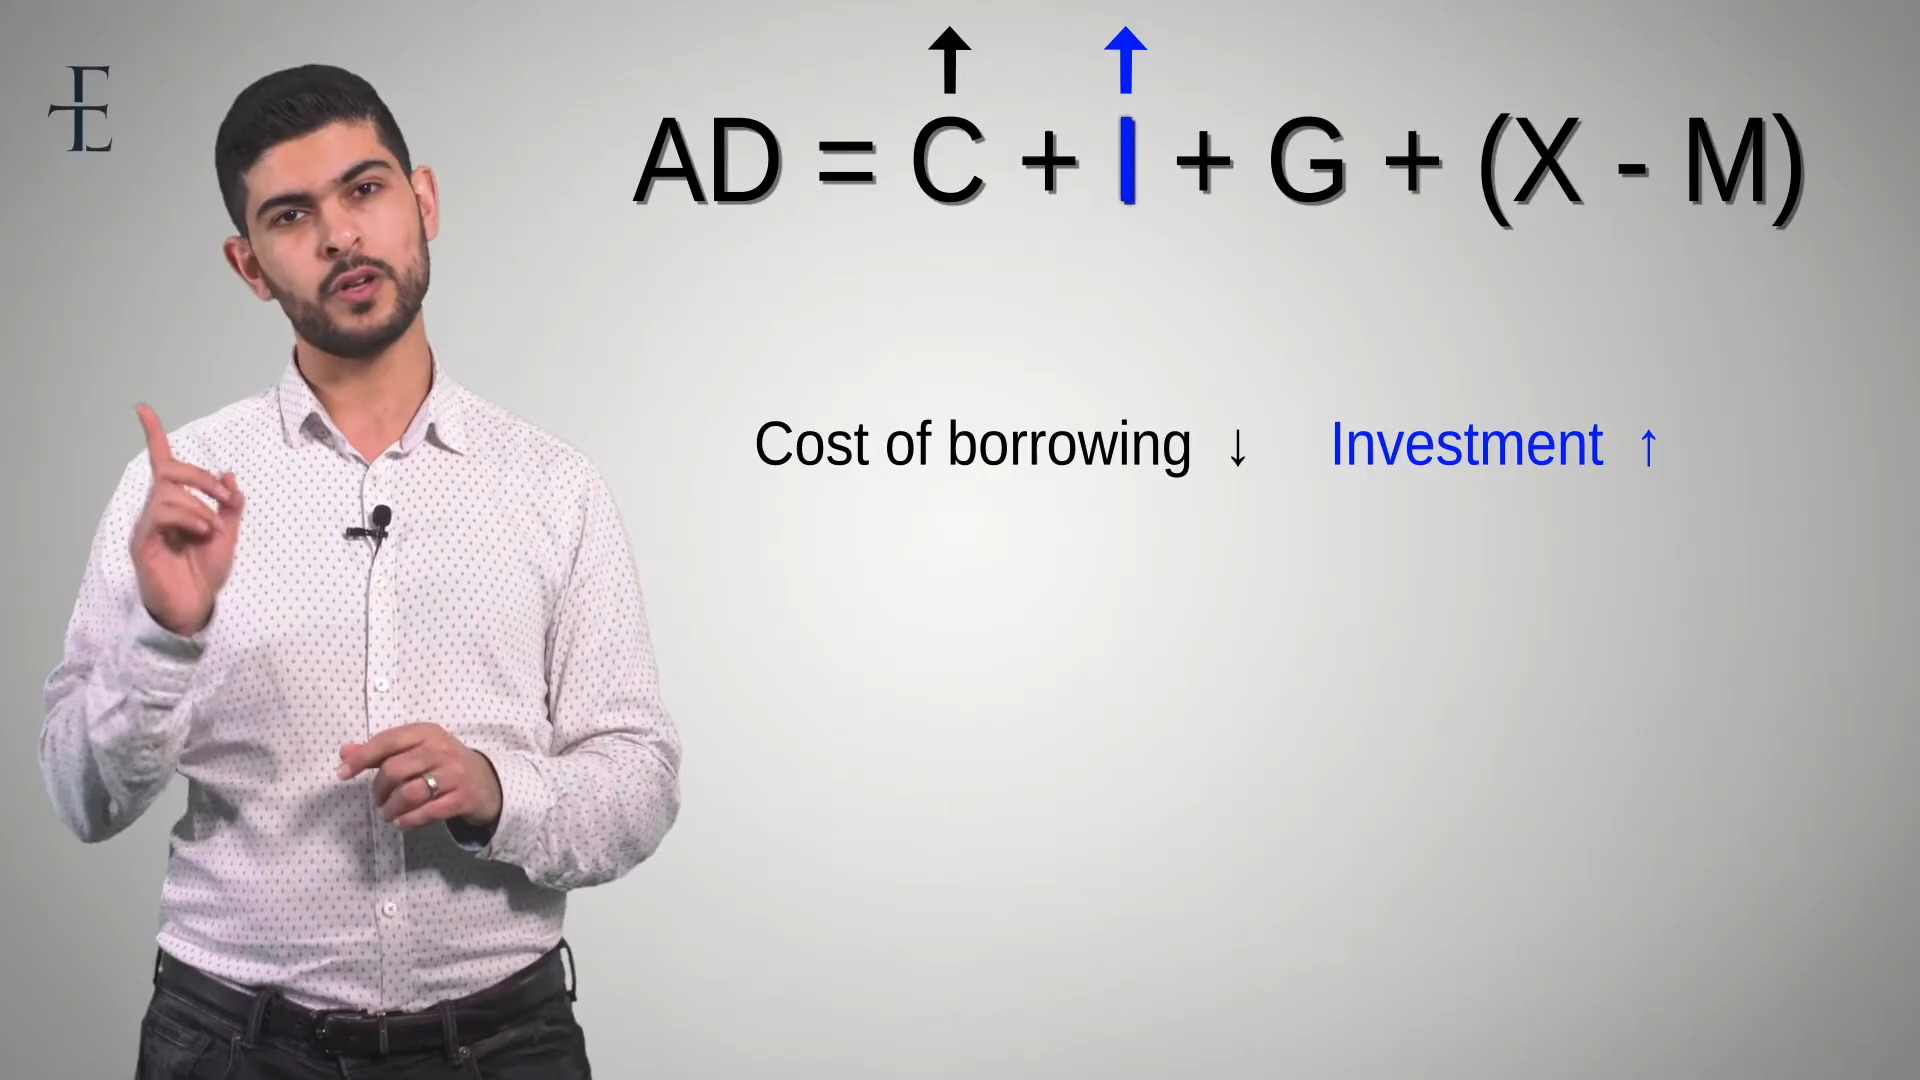 ↑ ↑
AD = C + I + G + (X - M)
Cost of borrowing ↓ Investment ↑